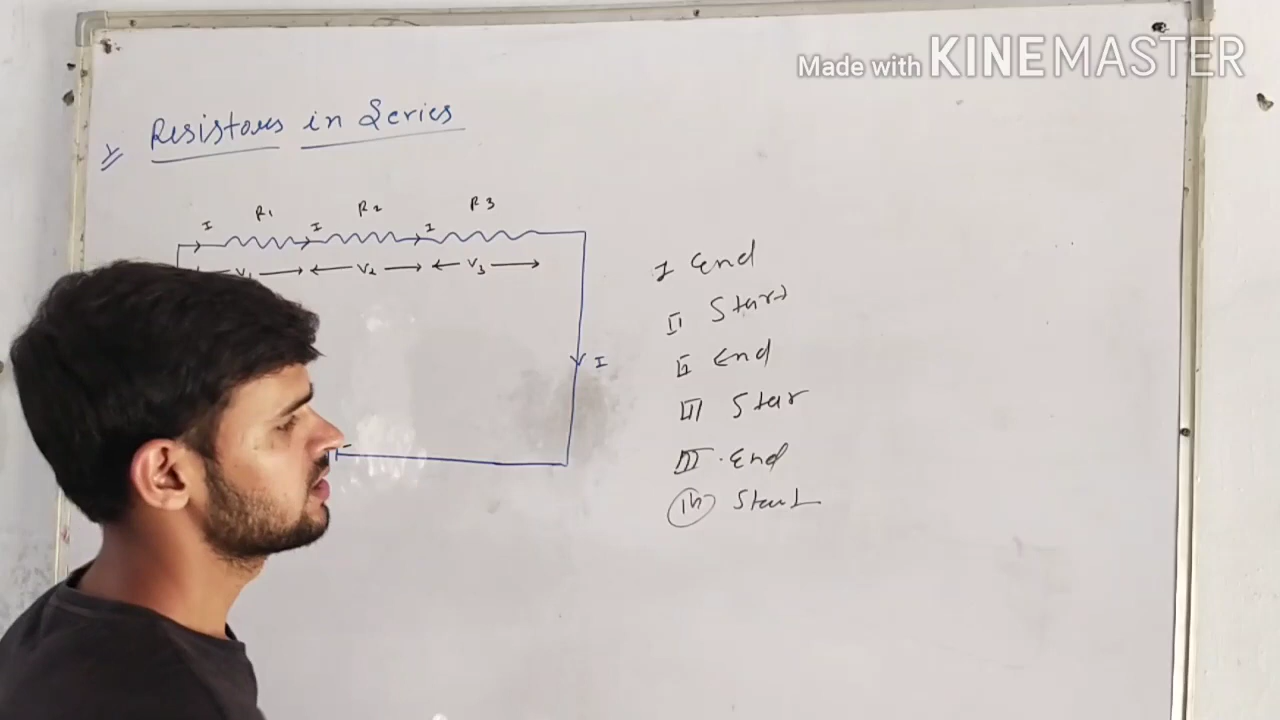 Made with KINEMASTER
Resistors in Series
I R1 I R2 I R3
V1 V2 V3
I
-
I End
II Start
II End
III Star
III End
Start